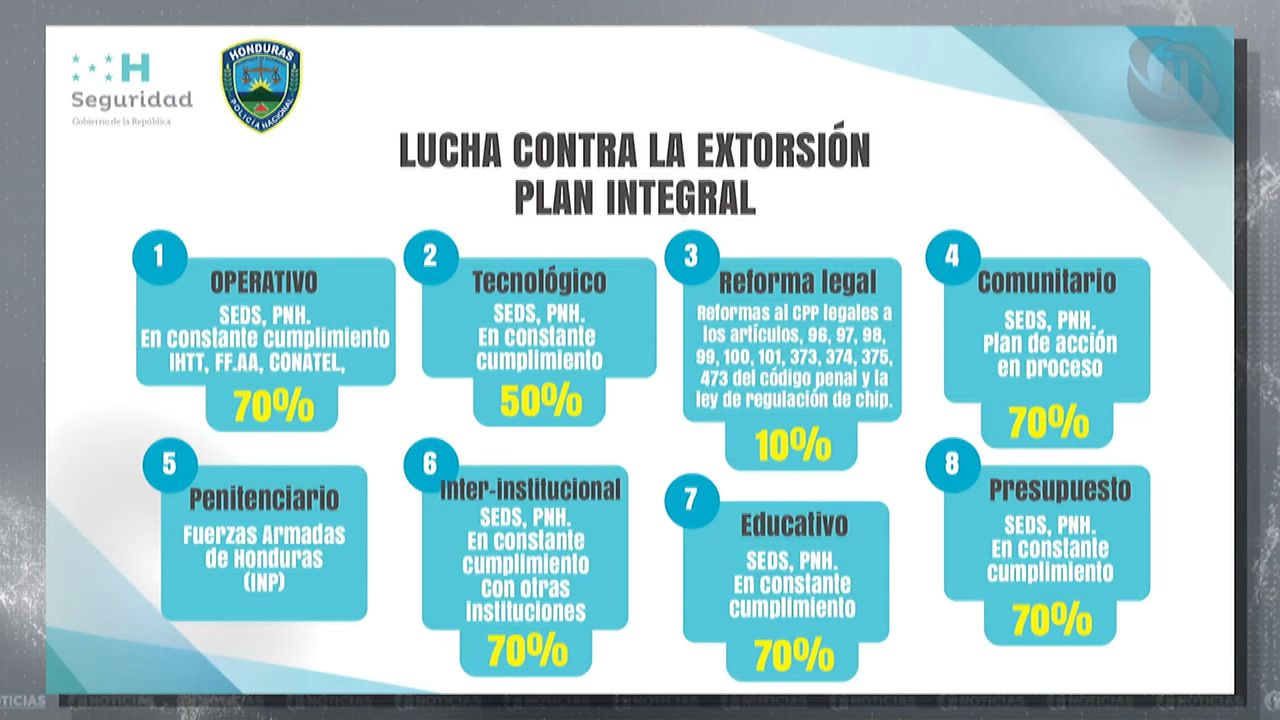 H
Seguridad
Gobierno de la República
HONDURAS
POLICÍA NACIONAL
LUCHA CONTRA LA EXTORSIÓN
PLAN INTEGRAL
1
OPERATIVO
SEDS, PNH.
En constante cumplimiento
IHTT, FF.AA, CONATEL,
70%
2
Tecnológico
SEDS, PNH.
En constante
cumplimiento
50%
3
Reforma legal
Reformas al CPP legales a
los artículos, 96, 97, 98,
99, 100, 101, 373, 374, 375,
473 del código penal y la
ley de regulación de chip.
10%
4
Comunitario
SEDS, PNH.
Plan de acción
en proceso
70%
5
Penitenciario
Fuerzas Armadas
de Honduras
(INP)
6
Inter-institucional
SEDS, PNH.
En constante
cumplimiento
con otras
instituciones
70%
7
Educativo
SEDS, PNH.
En constante
cumplimiento
70%
8
Presupuesto
SEDS, PNH.
En constante
cumplimiento
70%
NOTICIAS